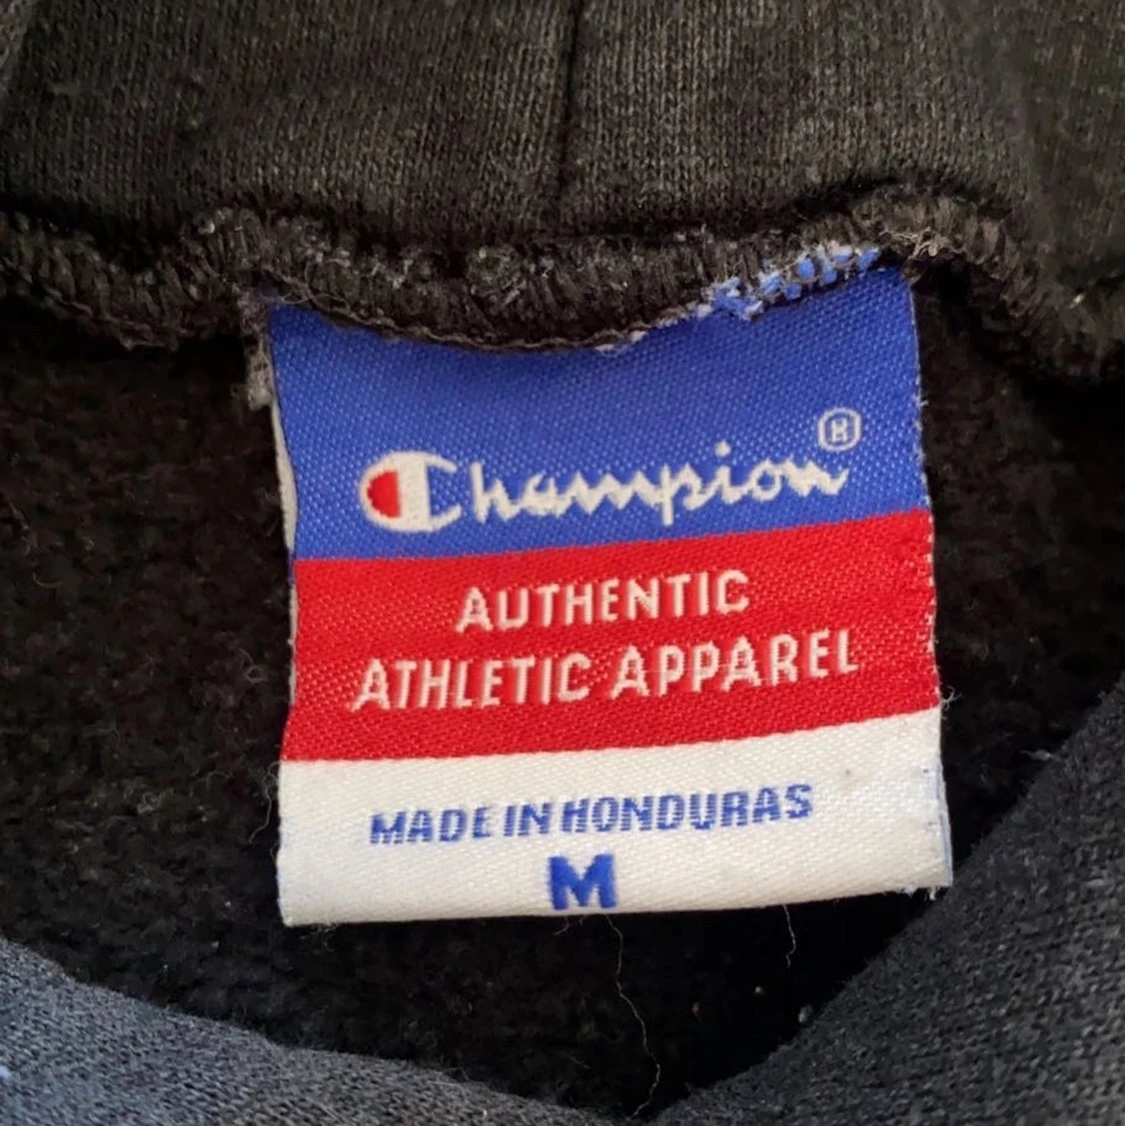 Champion®
AUTHENTIC
ATHLETIC APPAREL
MADE IN HONDURAS
M